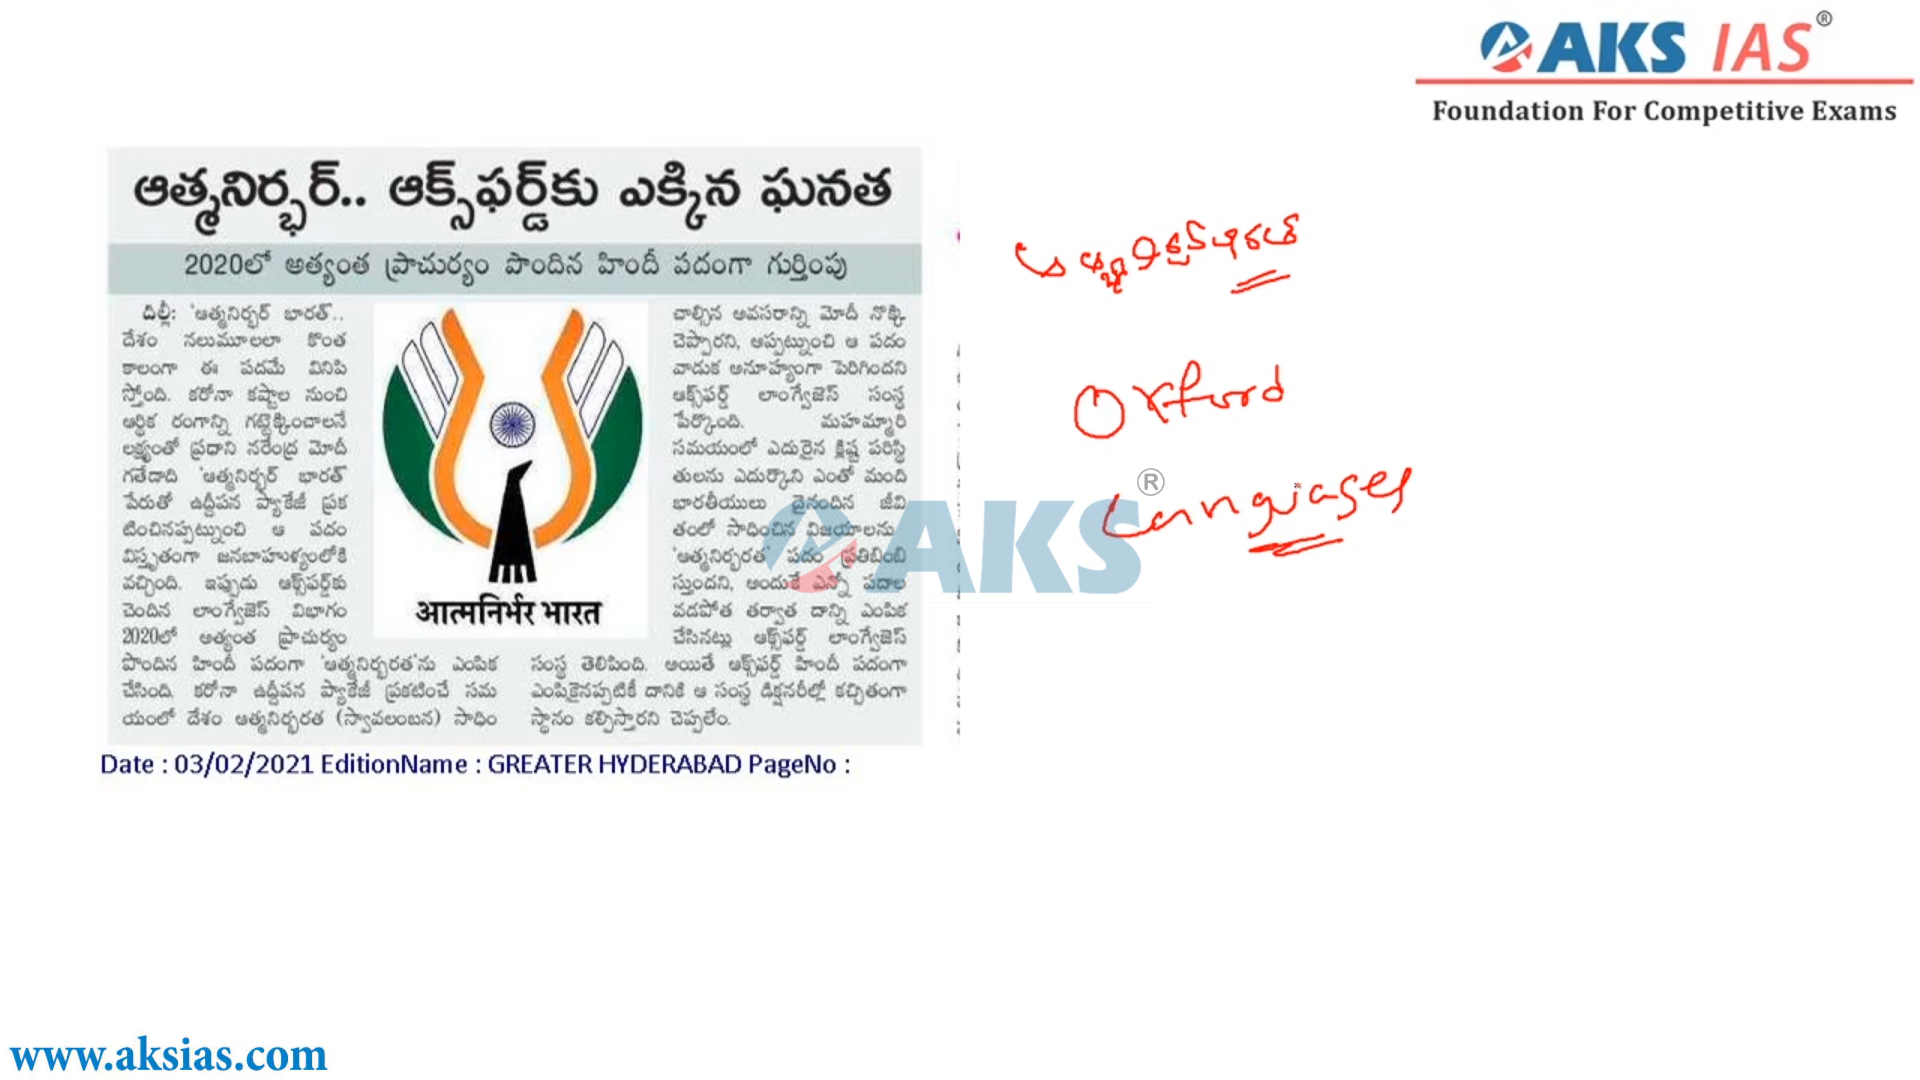 AKS IAS®
Foundation For Competitive Exams
ఆత్మనిర్భర్.. ఆక్స్‌ఫర్డ్‌కు ఎక్కిన ఘనత
2020లో అత్యంత ప్రాచుర్యం పొందిన హిందీ పదంగా గుర్తింపు
దిల్లీ: 'ఆత్మనిర్భర్ భారత్..
దేశం నలుమూలలా కొంత
కాలంగా ఈ పదమే వినిపి
స్తోంది. కరోనా కష్టాల నుంచి
ఆర్థిక రంగాన్ని గట్టెక్కించాలనే
లక్ష్యంతో ప్రధాని నరేంద్ర మోదీ
గతేడాది 'ఆత్మనిర్భర్ భారత్'
పేరుతో ఉద్దీపన ప్యాకేజీ ప్రక
టించినప్పట్నుంచి ఆ పదం
విస్తృతంగా జనబాహుళ్యంలోకి
వచ్చింది. ఇప్పుడు ఆక్స్‌ఫర్డ్‌కు
చెందిన లాంగ్వేజెస్ విభాగం
2020లో అత్యంత ప్రాచుర్యం
పొందిన హిందీ పదంగా 'ఆత్మనిర్భరత'ను ఎంపిక
చేసింది. కరోనా ఉద్దీపన ప్యాకేజీ ప్రకటించే సమ
యంలో దేశం ఆత్మనిర్భరత (స్వావలంబన) సాధిం
आत्मनिर्भर भारत
చాల్సిన అవసరాన్ని మోదీ నొక్కి
చెప్పారని, అప్పట్నుంచి ఆ పదం
వాడుక అనూహ్యంగా పెరిగిందని
ఆక్స్‌ఫర్డ్ లాంగ్వేజెస్ సంస్థ
పేర్కొంది. మహమ్మారి
సమయంలో ఎదురైన క్లిష్ట పరిస్థి
తులను ఎదుర్కొని ఎంతో మంది
భారతీయులు దైనందిన జీవి
తంలో సాధించిన విజయాలను
'ఆత్మనిర్భరత' పదం ప్రతిబింబి
స్తుందని, అందుకే ఎన్నో పదాల
వడపోత తర్వాత దాన్ని ఎంపిక
చేసినట్లు ఆక్స్‌ఫర్డ్ లాంగ్వేజెస్
సంస్థ తెలిపింది. అయితే ఆక్స్‌ఫర్డ్ హిందీ పదంగా
ఎంపికైనప్పటికీ దానికి ఆ సంస్థ డిక్షనరీల్లో కచ్చితంగా
స్థానం కల్పిస్తారని చెప్పలేం.
Date : 03/02/2021 EditionName : GREATER HYDERABAD PageNo :
Oxford
Languages
AKS®
www.aksias.com